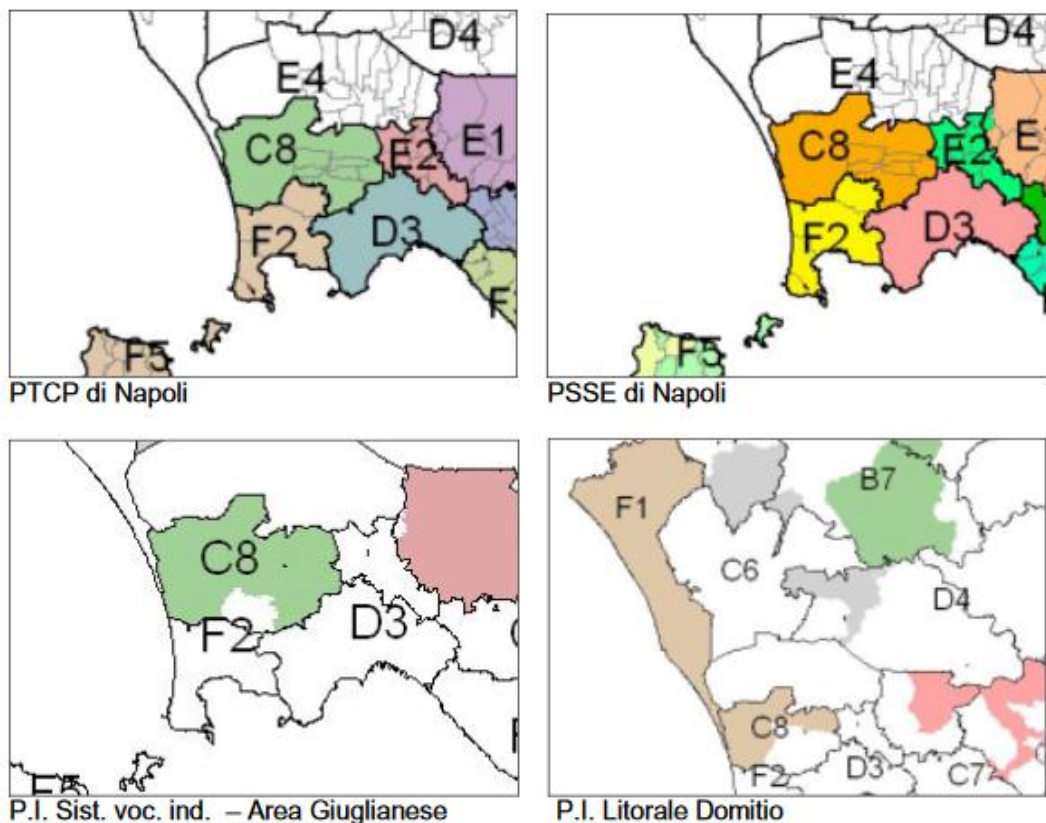 D4
E4
C8
E2
E1
F2
D3
F
F5
PTCP di Napoli
D4
E4
C8
E2
E1
F2
D3
F5
PSSE di Napoli
C8
F2
D3
P.I. Sist. voc. ind. – Area Giuglianese
F1
B7
C6
D4
C8
F2
D3
C7
P.I. Litorale Domitio